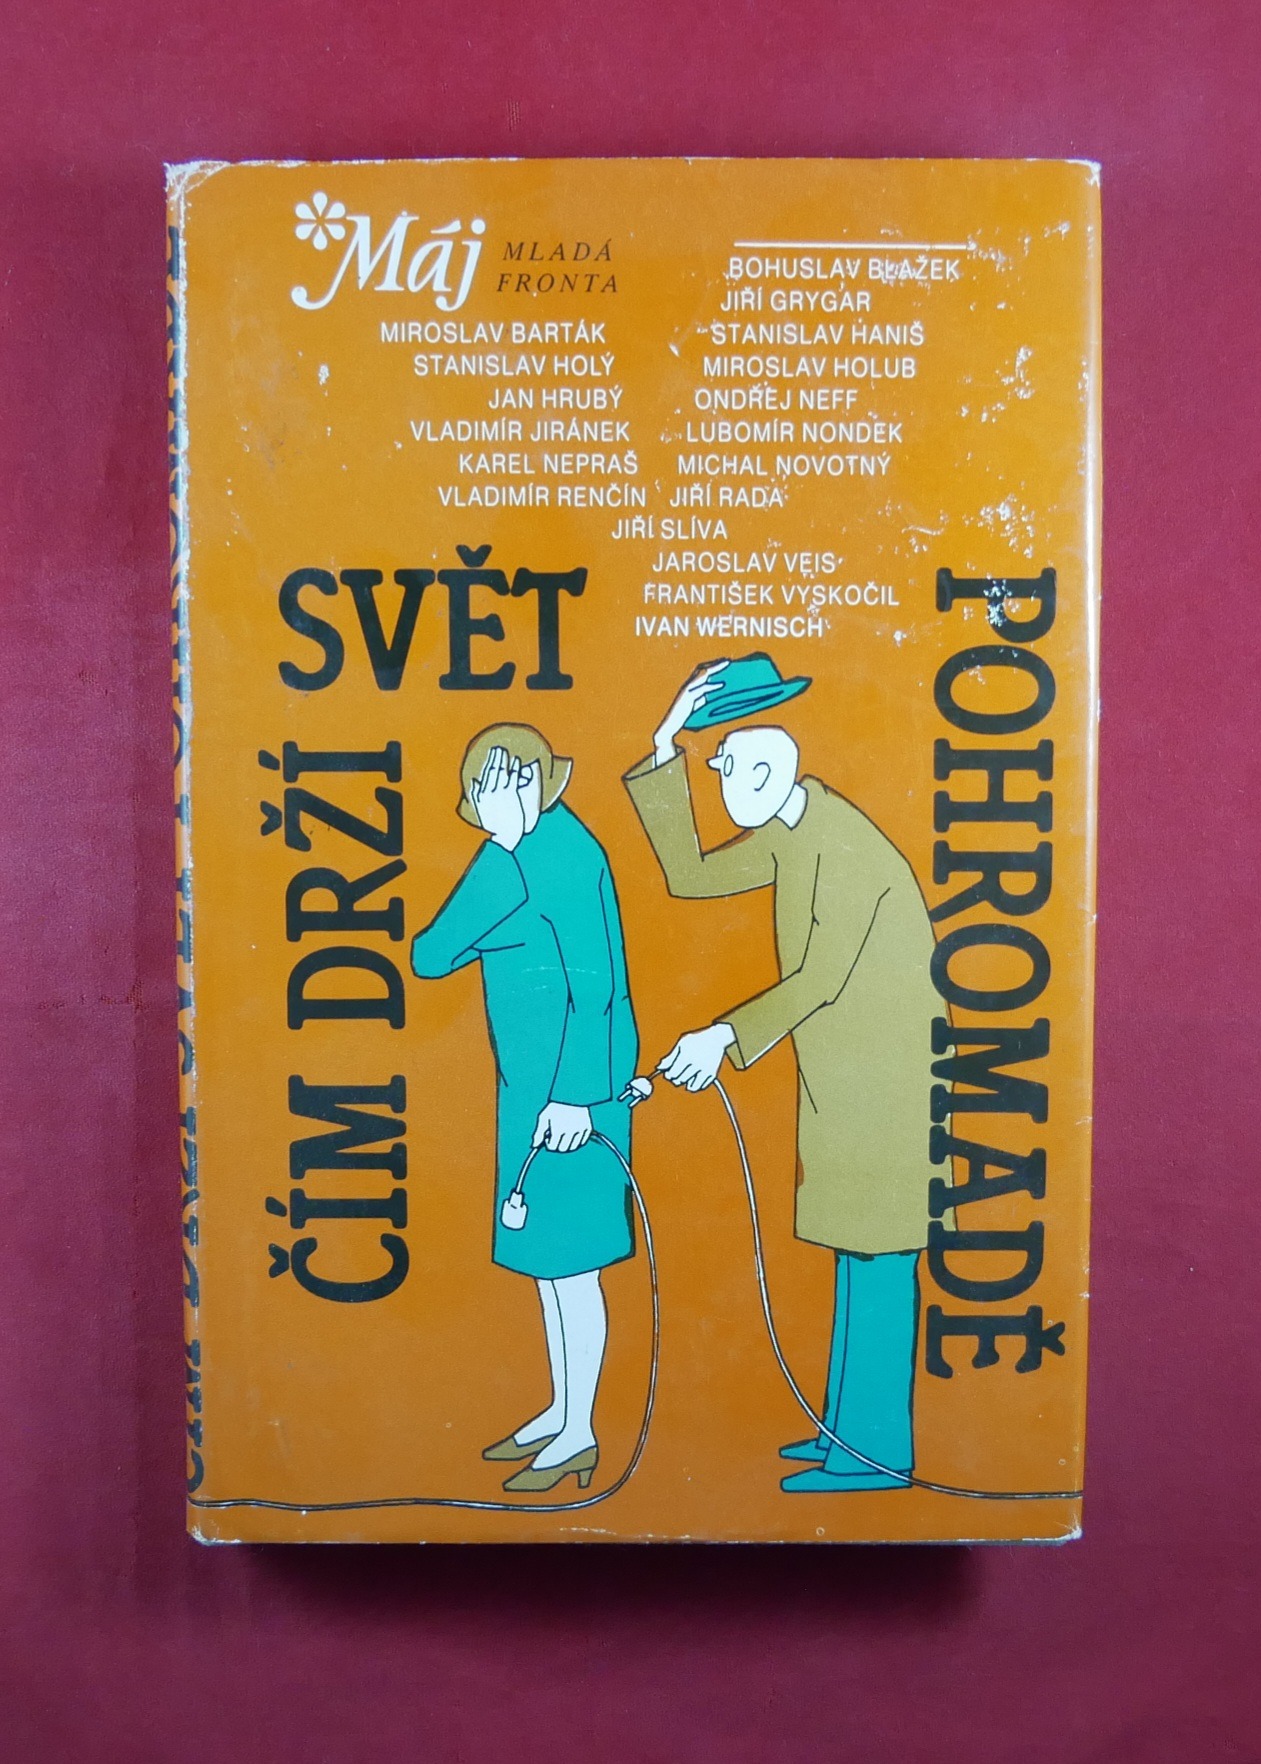 Máj
MLADÁ
FRONTA
BOHUSLAV BLAŽEK
JIŘÍ GRYGAR
MIROSLAV BARTÁK
STANISLAV HANIŠ
STANISLAV HOLÝ
MIROSLAV HOLUB
JAN HRUBÝ
ONDŘEJ NEFF
VLADIMÍR JIRÁNEK
LUBOMÍR NONDEK
KAREL NEPRAŠ
MICHAL NOVOTNÝ
VLADIMÍR RENČÍN
JIŘÍ RADA
JIŘÍ SLÍVA
JAROSLAV VEIS
FRANTIŠEK VYSKOČIL
IVAN WERNISCH
ČÍM DRŽÍ
SVĚT
POHROMADĚ